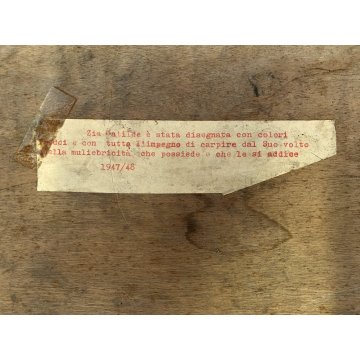 Zia Matilde è stata disegnata con colori
e con tutto l'impegno di carpire dal Suo volto
muliebricità che possiede e che le si addice
1947/48